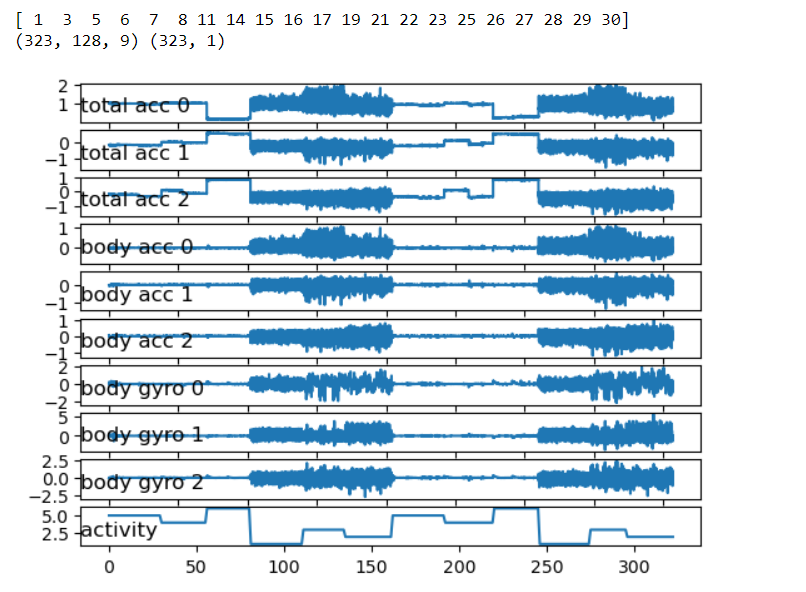 [ 1 3 5 6 7 8 11 14 15 16 17 19 21 22 23 25 26 27 28 29 30]
(323, 128, 9) (323, 1)
2
1
total acc 0
0
−1
total acc 1
1
0
−1
total acc 2
1
0
body acc 0
0
−1
body acc 1
1
0
−1
body acc 2
2
0
−2
body gyro 0
5
0
body gyro 1
2.5
0.0
−2.5
body gyro 2
5.0
2.5
activity
0 50 100 150 200 250 300